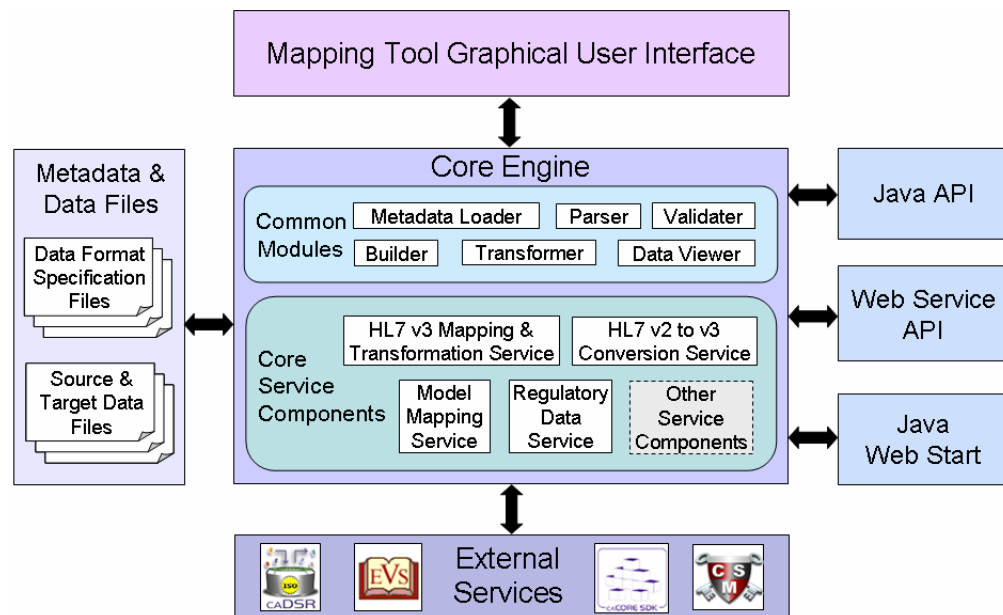 Mapping Tool Graphical User Interface
Metadata &
Data Files
Data Format
Specification
Files
Source &
Target Data
Files
Core Engine
Common
Modules
Metadata Loader
Parser
Validater
Builder
Transformer
Data Viewer
Core
Service
Components
HL7 v3 Mapping &
Transformation Service
HL7 v2 to v3
Conversion Service
Model
Mapping
Service
Regulatory
Data
Service
Other
Service
Components
Java API
Web Service
API
Java
Web Start
External
Services
ISO
caDSR
EVS
caCORE SDK
C S
M